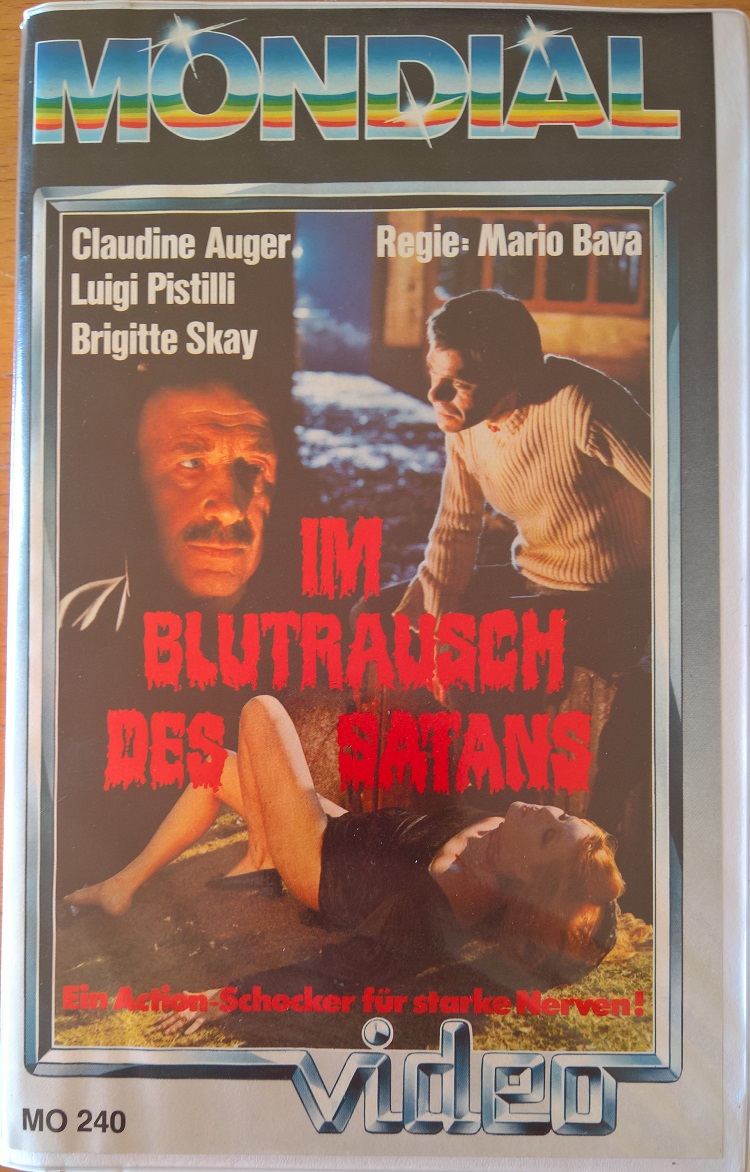 MONDIAL
Claudine Auger
Luigi Pistilli
Brigitte Skay
Regie: Mario Bava
IM
BLUTRAUSCH
DES SATANS
Ein Action-Schocker für starke Nerven!
video
MO 240